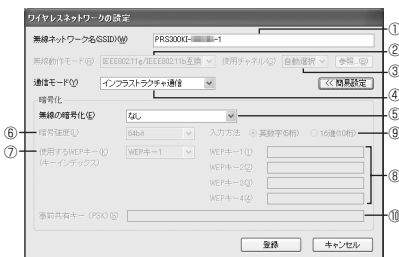 ワイヤレスネットワークの設定
①
無線ネットワーク名(SSID)(W) PRS300KI- -1
②
無線動作モード(B) IEEE802.11g/IEEE802.11b互換 使用チャネル(C) 自動選択 参照...(B)
③
通信モード(Y) インフラストラクチャ通信 << 簡易設定
④
暗号化
無線の暗号化(E) なし ⑤
⑥ 暗号強度(L) 64bit 入力方法 英数字(5桁) 16進(10桁) ⑨
⑦ 使用するWEPキー(K) WEPキー1 WEPキー1(1)
(キーインデックス) WEPキー2(2)
WEPキー3(3) ⑧
WEPキー4(4)
事前共有キー (PSK)(S) ⑩
登録 キャンセル